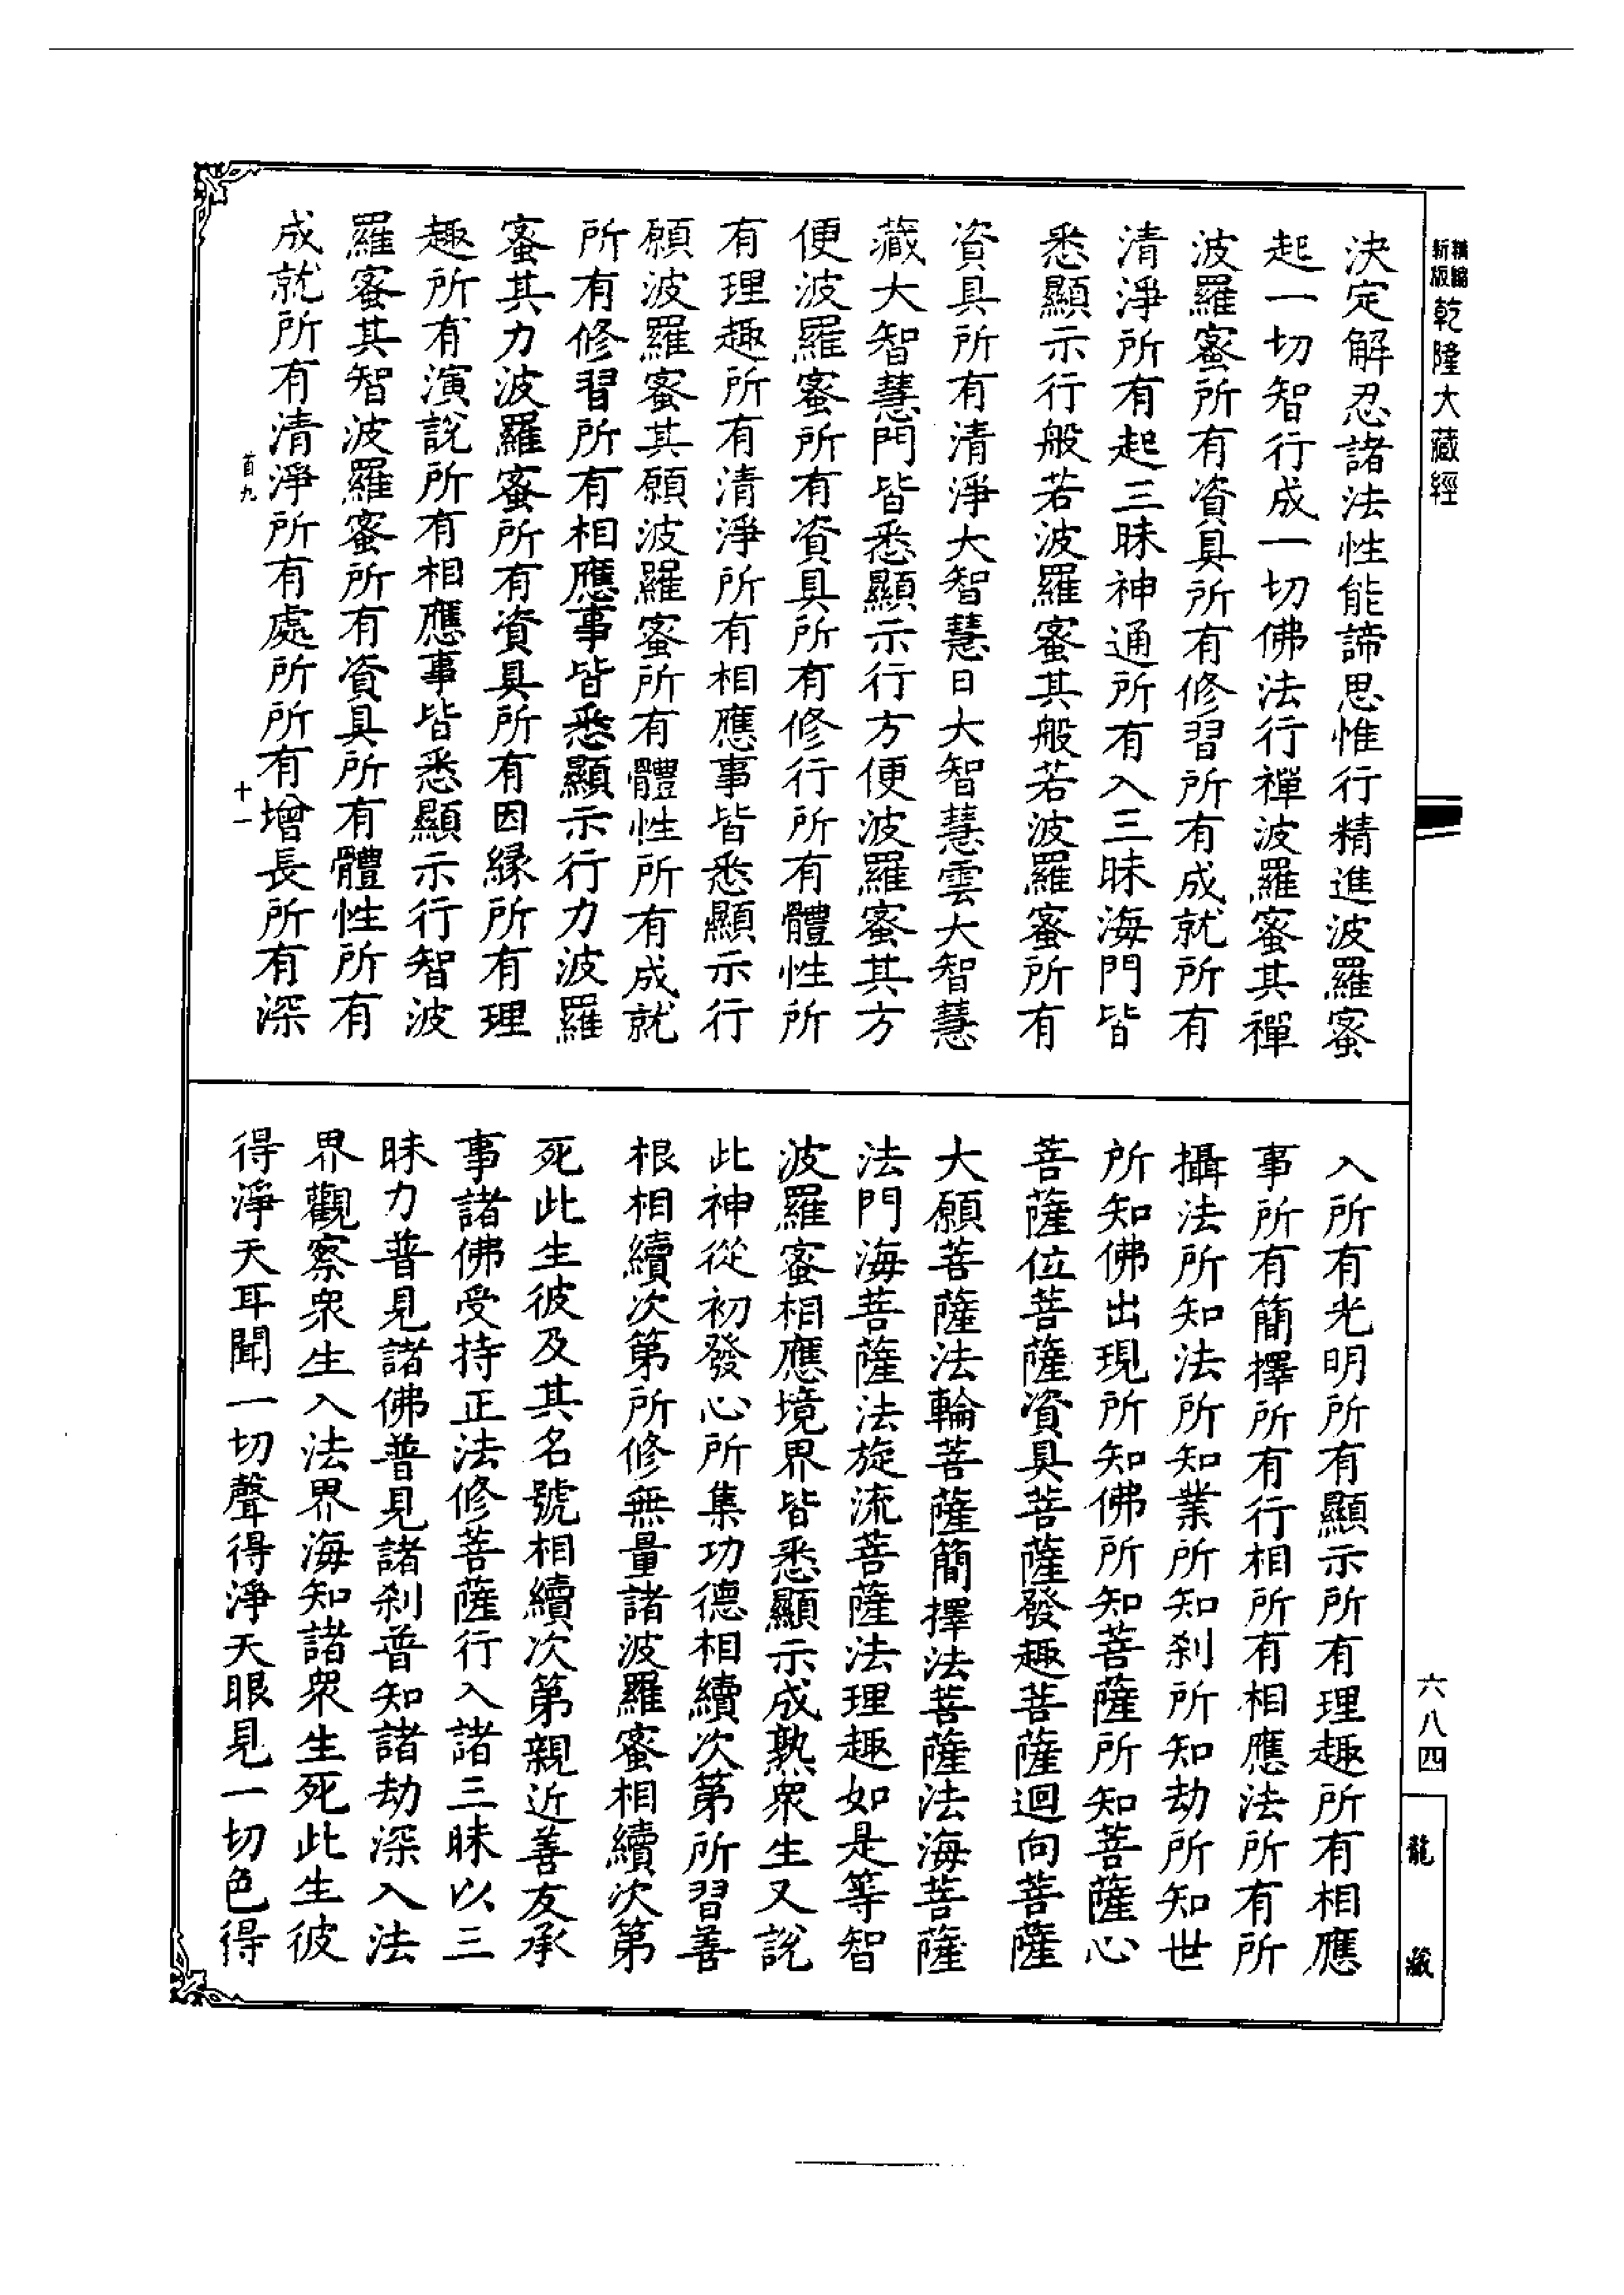 精縮
新版
乾隆大藏經
決定解忍諸法性能諦思惟行精進波羅蜜
起一切智行成一切佛法行禪波羅蜜其禪
波羅蜜所有資具所有修習所有成就所有
清淨所有起三昧神通所有入三昧海門皆
悉顯示行般若波羅蜜其般若波羅蜜所有
資具所有清淨大智慧日大智慧雲大智慧
藏大智慧門皆悉顯示行方便波羅蜜其方
便波羅蜜所有資具所有修行所有體性所
有理趣所有清淨所有相應事皆悉顯示行
願波羅蜜其願波羅蜜所有體性所有成就
所有修習所有相應事皆悉顯示行力波羅
蜜其力波羅蜜所有資具所有因緣所有理
趣所有演說所有相應事皆悉顯示行智波
羅蜜其智波羅蜜所有資具所有體性所有
成就所有清淨所有處所所有增長所有深
首九
十一
入所有光明所有顯示所有理趣所有相應
事所有簡擇所有行相所有相應法所有所
攝法所知法所知業所知刹所知劫所知世
所知佛出現所知佛所知菩薩所知菩薩心
菩薩位菩薩資具菩薩發趣菩薩迴向菩薩
大願菩薩法輪菩薩簡擇法菩薩法海菩薩
法門海菩薩法旋流菩薩法理趣如是等智
波羅蜜相應境界皆悉顯示成熟衆生又說
此神從初發心所集功德相續次第所習善
根相續次第所修無量諸波羅蜜相續次第
死此生彼及其名號相續次第親近善友承
事諸佛受持正法修菩薩行入諸三昧以三
昧力普見諸佛普見諸刹普知諸劫深入法
界觀察衆生入法界海知諸衆生死此生彼
得淨天耳聞一切聲得淨天眼見一切色得
六八四
龍藏